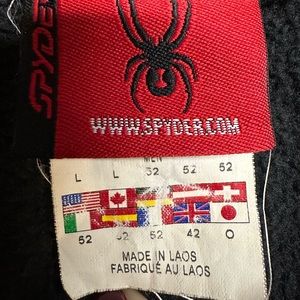 SPYDER
WWW.SPYDER.COM
MEN
L L 52 52 52
52 52 52 42 O
MADE IN LAOS
FABRIQUÉ AU LAOS